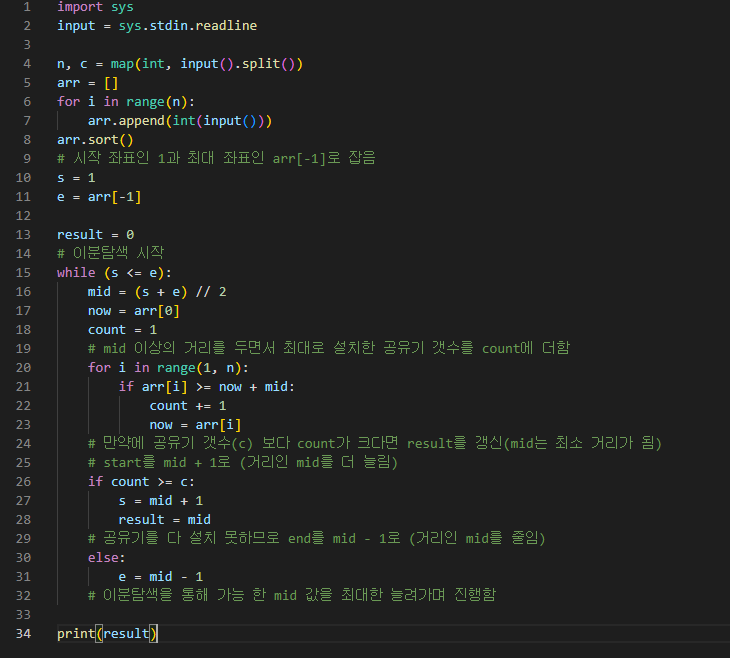 1 import sys
2 input = sys.stdin.readline
3
4 n, c = map(int, input().split())
5 arr = []
6 for i in range(n):
7     arr.append(int(input()))
8 arr.sort()
9 # 시작 좌표인 1과 최대 좌표인 arr[-1]로 잡음
10 s = 1
11 e = arr[-1]
12
13 result = 0
14 # 이분탐색 시작
15 while (s <= e):
16     mid = (s + e) // 2
17     now = arr[0]
18     count = 1
19     # mid 이상의 거리를 두면서 최대로 설치한 공유기 갯수를 count에 더함
20     for i in range(1, n):
21         if arr[i] >= now + mid:
22             count += 1
23             now = arr[i]
24     # 만약에 공유기 갯수(c) 보다 count가 크다면 result를 갱신(mid는 최소 거리가 됨)
25     # start를 mid + 1로 (거리인 mid를 더 늘림)
26     if count >= c:
27         s = mid + 1
28         result = mid
29     # 공유기를 다 설치 못하므로 end를 mid - 1로 (거리인 mid를 줄임)
30     else:
31         e = mid - 1
32     # 이분탐색을 통해 가능 한 mid 값을 최대한 늘려가며 진행함
33
34 print(result)